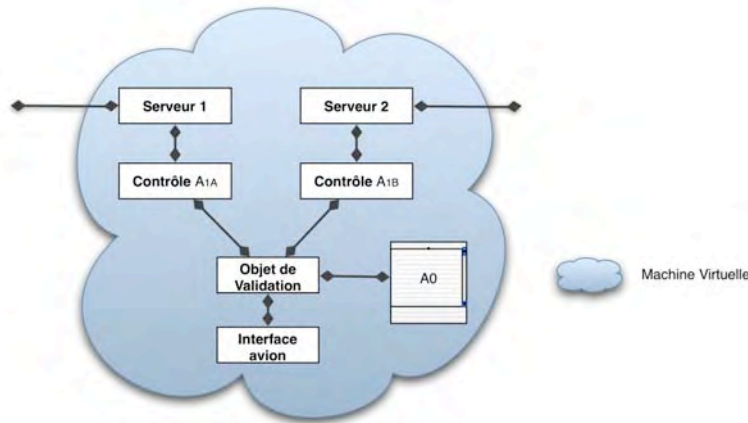 Serveur 1
Serveur 2
Contrôle A1A
Contrôle A1B
Objet de
Validation
A0
Machine Virtuelle
Interface
avion